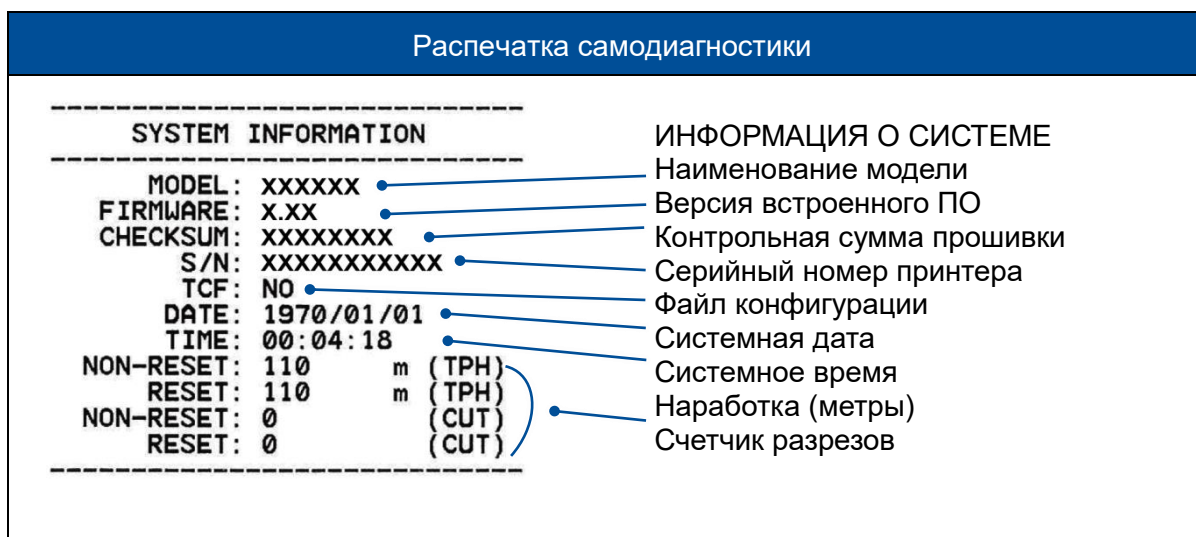 Распечатка самодиагностики
--------------------------------
SYSTEM INFORMATION
--------------------------------
MODEL: XXXXXX
FIRMWARE: X.XX
CHECKSUM: XXXXXXXX
S/N: XXXXXXXXXXX
TCF: NO
DATE: 1970/01/01
TIME: 00:04:18
NON-RESET: 110 m (TPH)
RESET: 110 m (TPH)
NON-RESET: 0 (CUT)
RESET: 0 (CUT)
--------------------------------
ИНФОРМАЦИЯ О СИСТЕМЕ
Наименование модели
Версия встроенного ПО
Контрольная сумма прошивки
Серийный номер принтера
Файл конфигурации
Системная дата
Системное время
Наработка (метры)
Счетчик разрезов